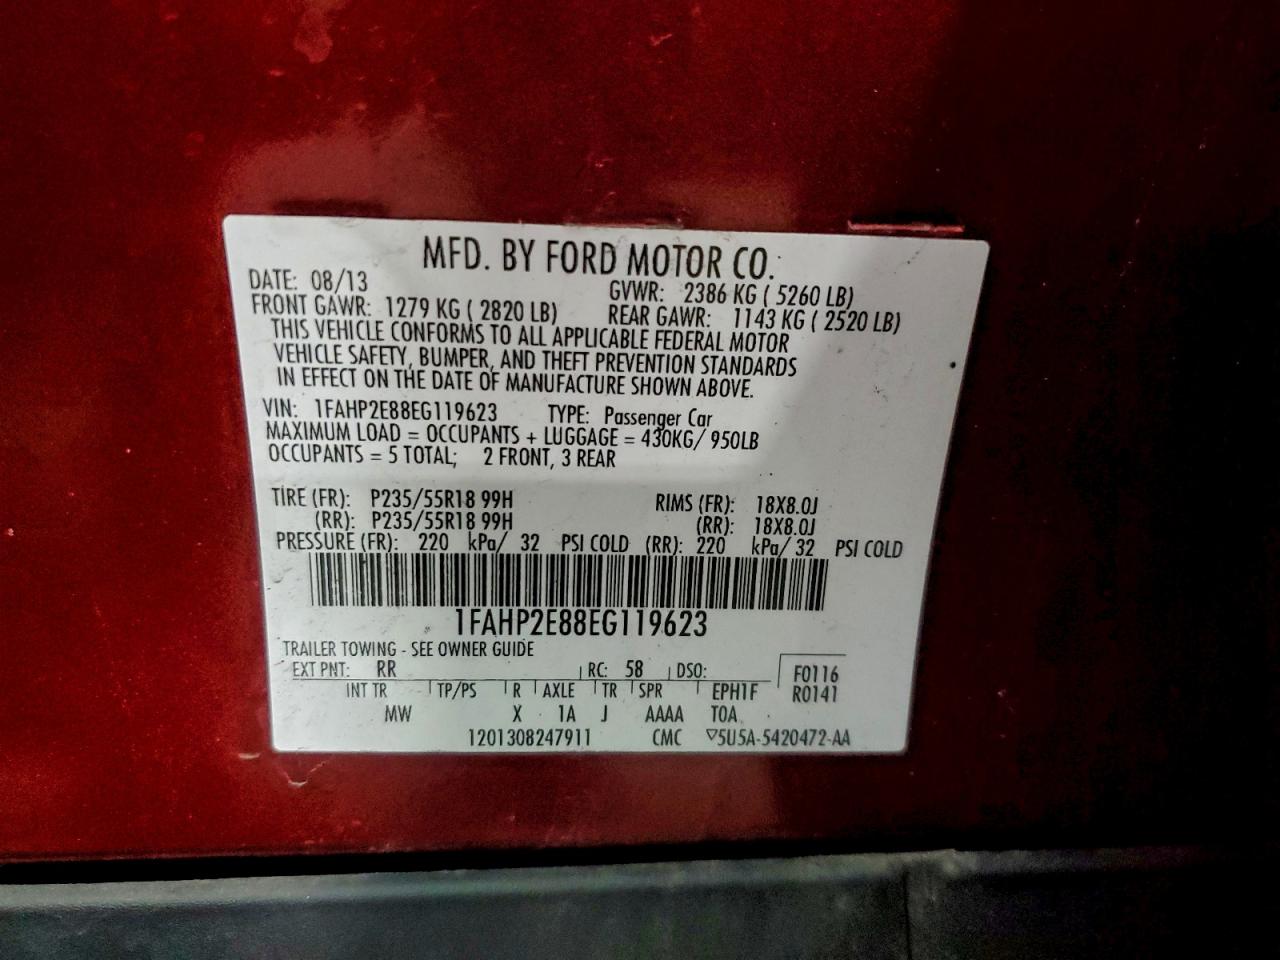 MFD. BY FORD MOTOR CO.
DATE: 08/13 GVWR: 2386 KG ( 5260 LB)
FRONT GAWR: 1279 KG ( 2820 LB) REAR GAWR: 1143 KG ( 2520 LB)
THIS VEHICLE CONFORMS TO ALL APPLICABLE FEDERAL MOTOR
VEHICLE SAFETY, BUMPER, AND THEFT PREVENTION STANDARDS
IN EFFECT ON THE DATE OF MANUFACTURE SHOWN ABOVE.
VIN: 1FAHP2E88EG119623 TYPE: Passenger Car
MAXIMUM LOAD = OCCUPANTS + LUGGAGE = 430KG/ 950LB
OCCUPANTS = 5 TOTAL; 2 FRONT, 3 REAR
TIRE (FR): P235/55R18 99H RIMS (FR): 18X8.0J
(RR): P235/55R18 99H (RR): 18X8.0J
PRESSURE (FR): 220 kPa/ 32 PSI COLD (RR): 220 kPa/ 32 PSI COLD
1FAHP2E88EG119623
TRAILER TOWING - SEE OWNER GUIDE
EXT PNT: RR RC: 58 DSO: F0116
INT TR TP/PS R AXLE TR SPR EPH1F R0141
MW X 1A J AAAA TOA
1201308247911 CMC ▽5U5A-5420472-AA